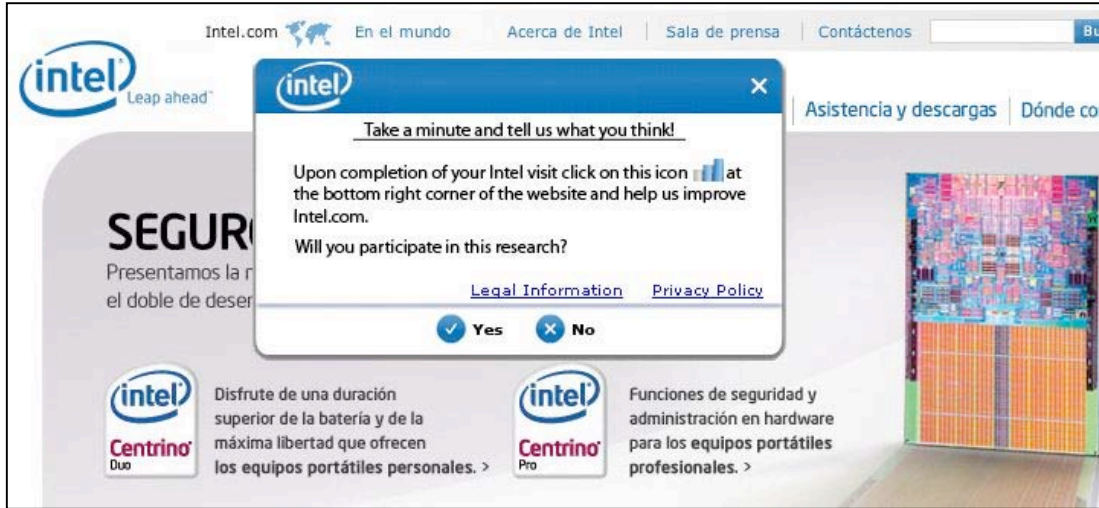 Intel.com En el mundo Acerca de Intel Sala de prensa Contáctenos
intel
Leap ahead
Asistencia y descargas Dónde
intel
Take a minute and tell us what you think!
Upon completion of your Intel visit click on this icon at
the bottom right corner of the website and help us improve
Intel.com.
Will you participate in this research?
Legal Information Privacy Policy
Yes No
Presentamos la
el doble de
intel
Centrino
Duo
Disfrute de una duración
superior de la batería y de la
máxima libertad que ofrecen
los equipos portátiles personales. >
intel
Centrino
Pro
Funciones de seguridad y
administración en hardware
para los equipos portátiles
profesionales. >